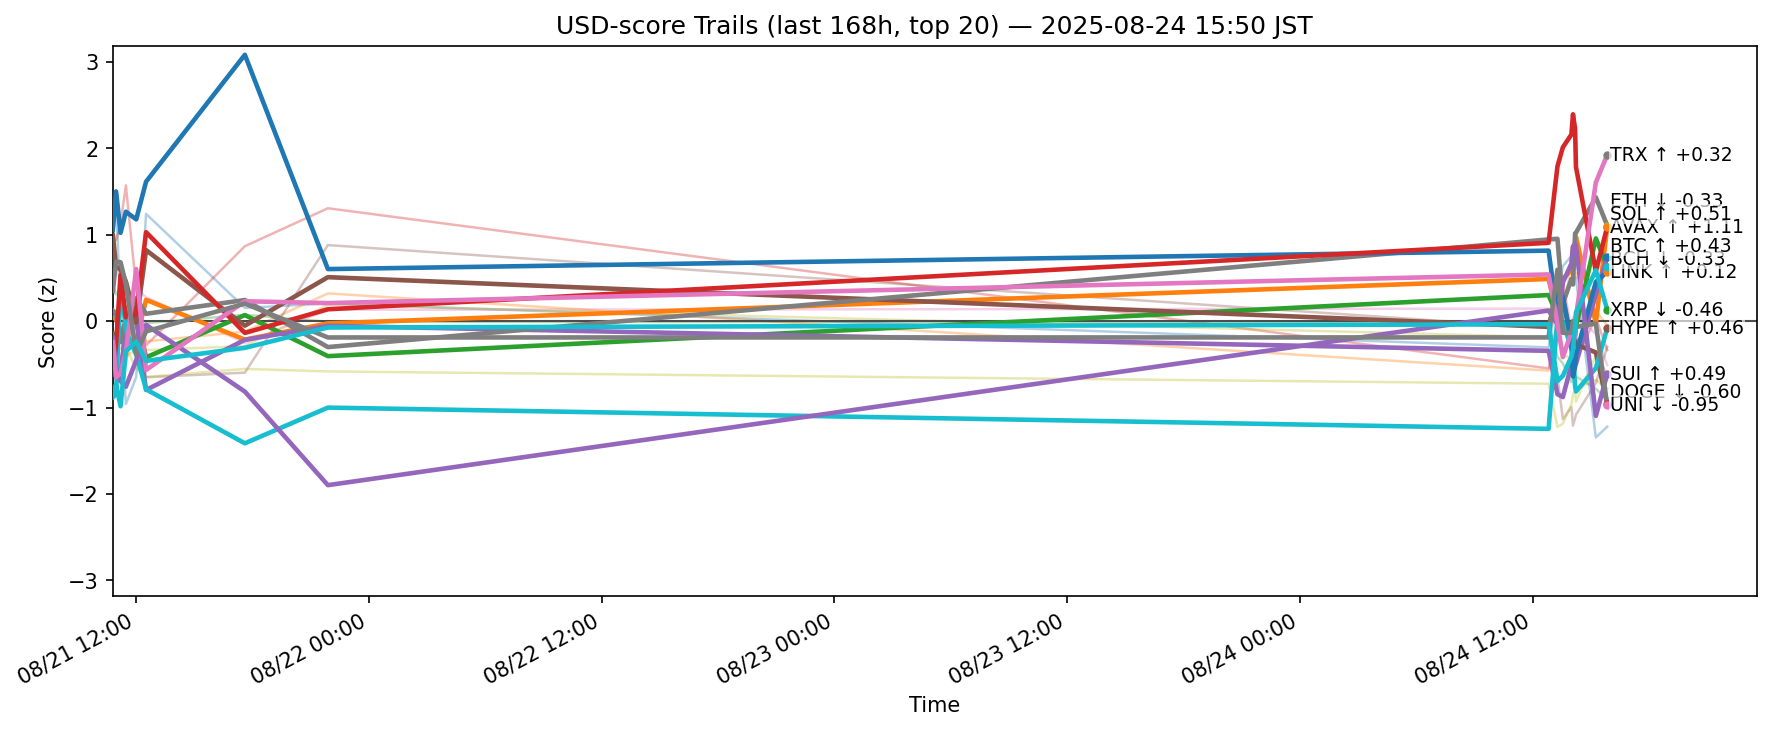 USD-score Trails (last 168h, top 20) — 2025-08-24 15:50 JST
Score (z)
3
2
1
0
−1
−2
−3
TRX ↑ +0.32
ETH ↓ -0.33
SOL ↑ +0.51
AVAX ↑ +1.11
BTC ↑ +0.43
BCH ↓ -0.33
LINK ↑ +0.12
XRP ↓ -0.46
HYPE ↑ +0.46
SUI ↑ +0.49
DOGE ↓ -0.60
UNI ↓ -0.95
08/21 12:00
08/22 00:00
08/22 12:00
08/23 00:00
08/23 12:00
08/24 00:00
08/24 12:00
Time